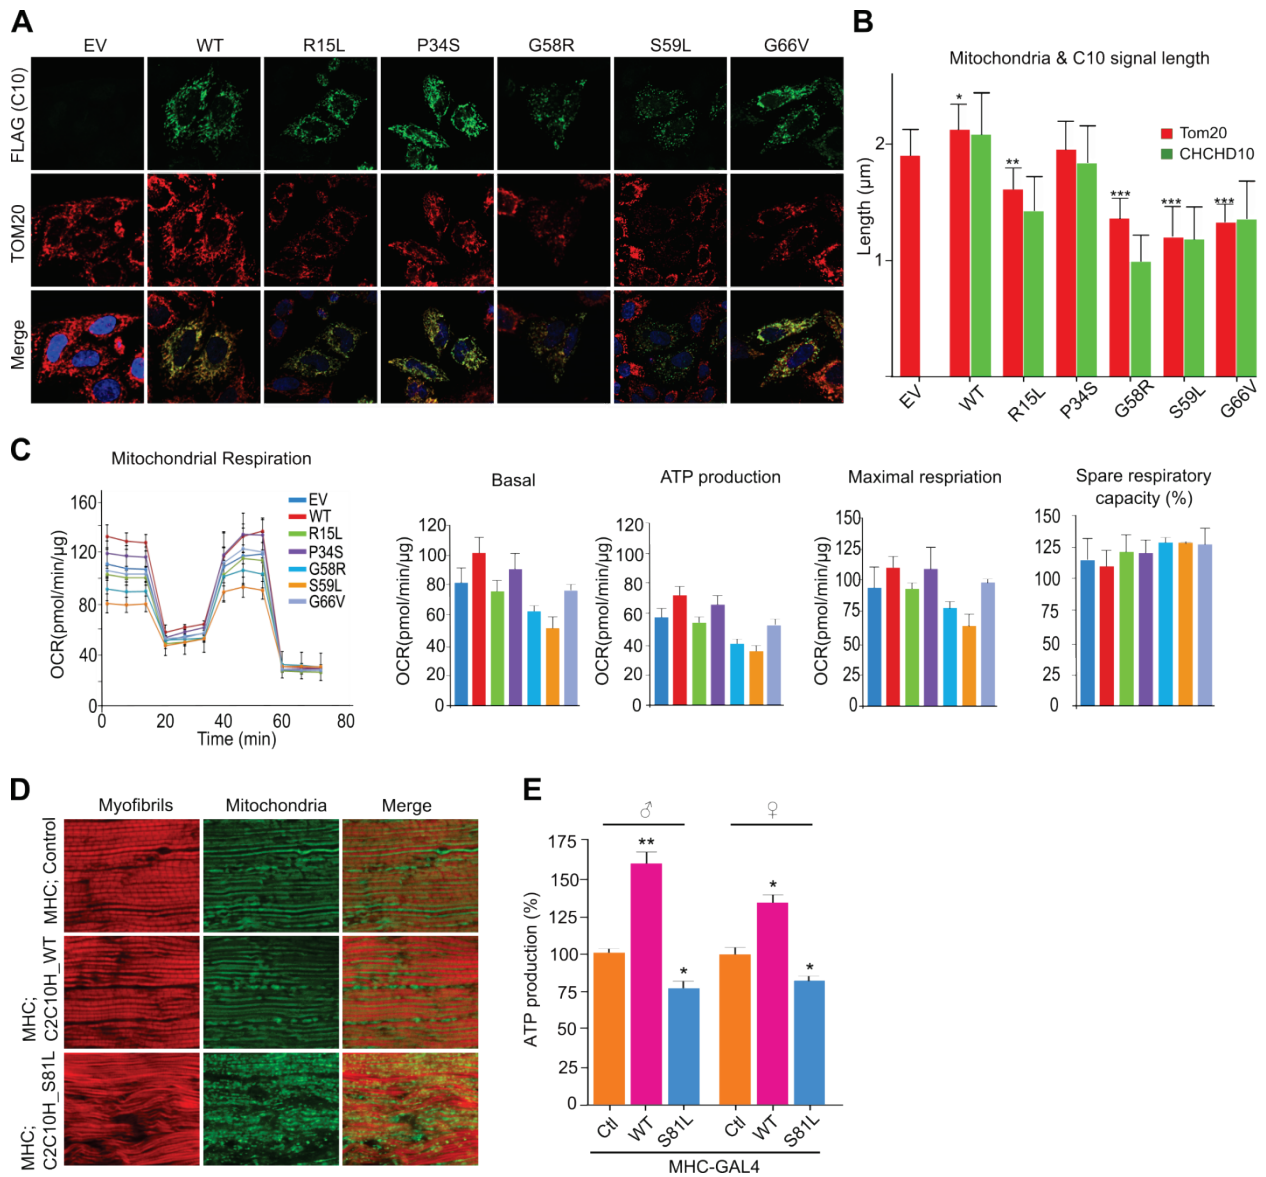 A
EV WT R15L P34S G58R S59L G66V
FLAG (C10)
TOM20
Merge
B
Mitochondria & C10 signal length
Length (µm)
2
1
* ** *** *** ***
Tom20
CHCHD10
EV WT R15L P34S G58R S59L G66V
C
Mitochondrial Respiration
OCR(pmol/min/µg)
160
120
80
40
0
0 20 40 60 80
Time (min)
EV
WT
R15L
P34S
G58R
S59L
G66V
Basal
OCR(pmol/min/µg)
120
100
80
60
40
20
0
ATP production
OCR(pmol/min/µg)
120
100
80
60
40
20
0
Maximal respriation
OCR(pmol/min/µg)
150
125
100
75
50
25
0
Spare respiratory
capacity (%)
150
125
100
75
50
25
0
D
Myofibrils Mitochondria Merge
MHC; Control
MHC;
C2C10H_WT
MHC;
C2C10H_S81L
E
♂ ♀
ATP production (%)
175
150
125
100
75
50
25
0
** * * *
Ctl WT S81L Ctl WT S81L
MHC-GAL4